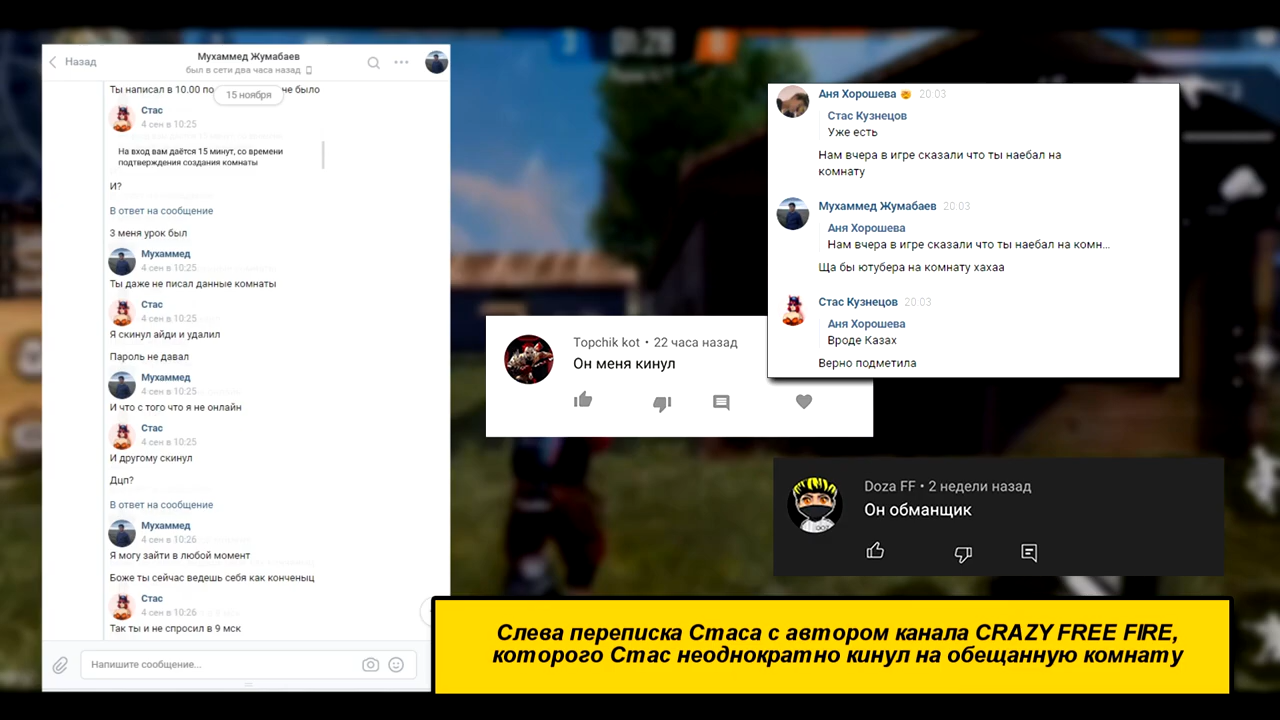 Назад
Мухаммед Жумабаев
был в сети два часа назад
Ты написал в 10.00 по
не было
15 ноября
Стас
4 сен в 10:25
На вход вам даётся 15 минут, со времени
подтверждения создания комнаты
И?
В ответ на сообщение
3 меня урок был
Мухаммед
4 сен в 10:25
Ты даже не писал данные комнаты
Стас
4 сен в 10:25
Я скинул айди и удалил
Пароль не давал
Мухаммед
4 сен в 10:25
И что с того что я не онлайн
Стас
4 сен в 10:25
И другому скинул
Дцп?
В ответ на сообщение
Мухаммед
4 сен в 10:26
Я могу зайти в любой момент
Боже ты сейчас ведешь себя как конченыц
Стас
4 сен в 10:26
Так ты и не спросил в 9 мск
Напишите сообщение...
Аня Хорошева 20:03
Стас Кузнецов
Уже есть
Нам вчера в игре сказали что ты наебал на
комнату
Мухаммед Жумабаев 20:03
Аня Хорошева
Нам вчера в игре сказали что ты наебал на комн...
Ща бы ютубера на комнату хахаа
Стас Кузнецов 20:03
Аня Хорошева
Вроде Казах
Верно подметила
Topchik kot • 22 часа назад
Он меня кинул
Doza FF • 2 недели назад
Он обманщик
Слева переписка Стаса с автором канала CRAZY FREE FIRE,
которого Стас неоднократно кинул на обещанную комнату